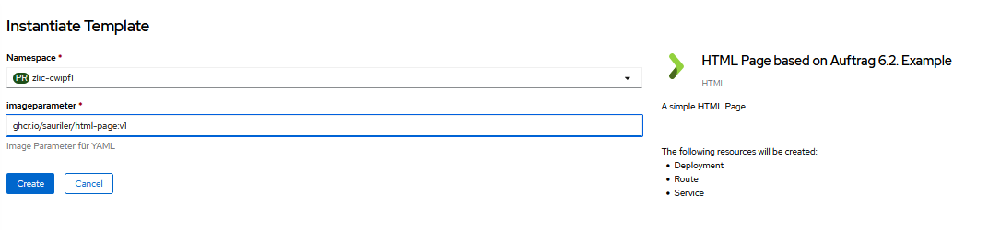 Instantiate Template
Namespace *
PR zlic-cwipf1
imageparameter *
ghcr.io/sauriler/html-page:v1
Image Parameter für YAML
Create Cancel
HTML Page based on Auftrag 6.2. Example
HTML
A simple HTML Page
The following resources will be created:
• Deployment
• Route
• Service